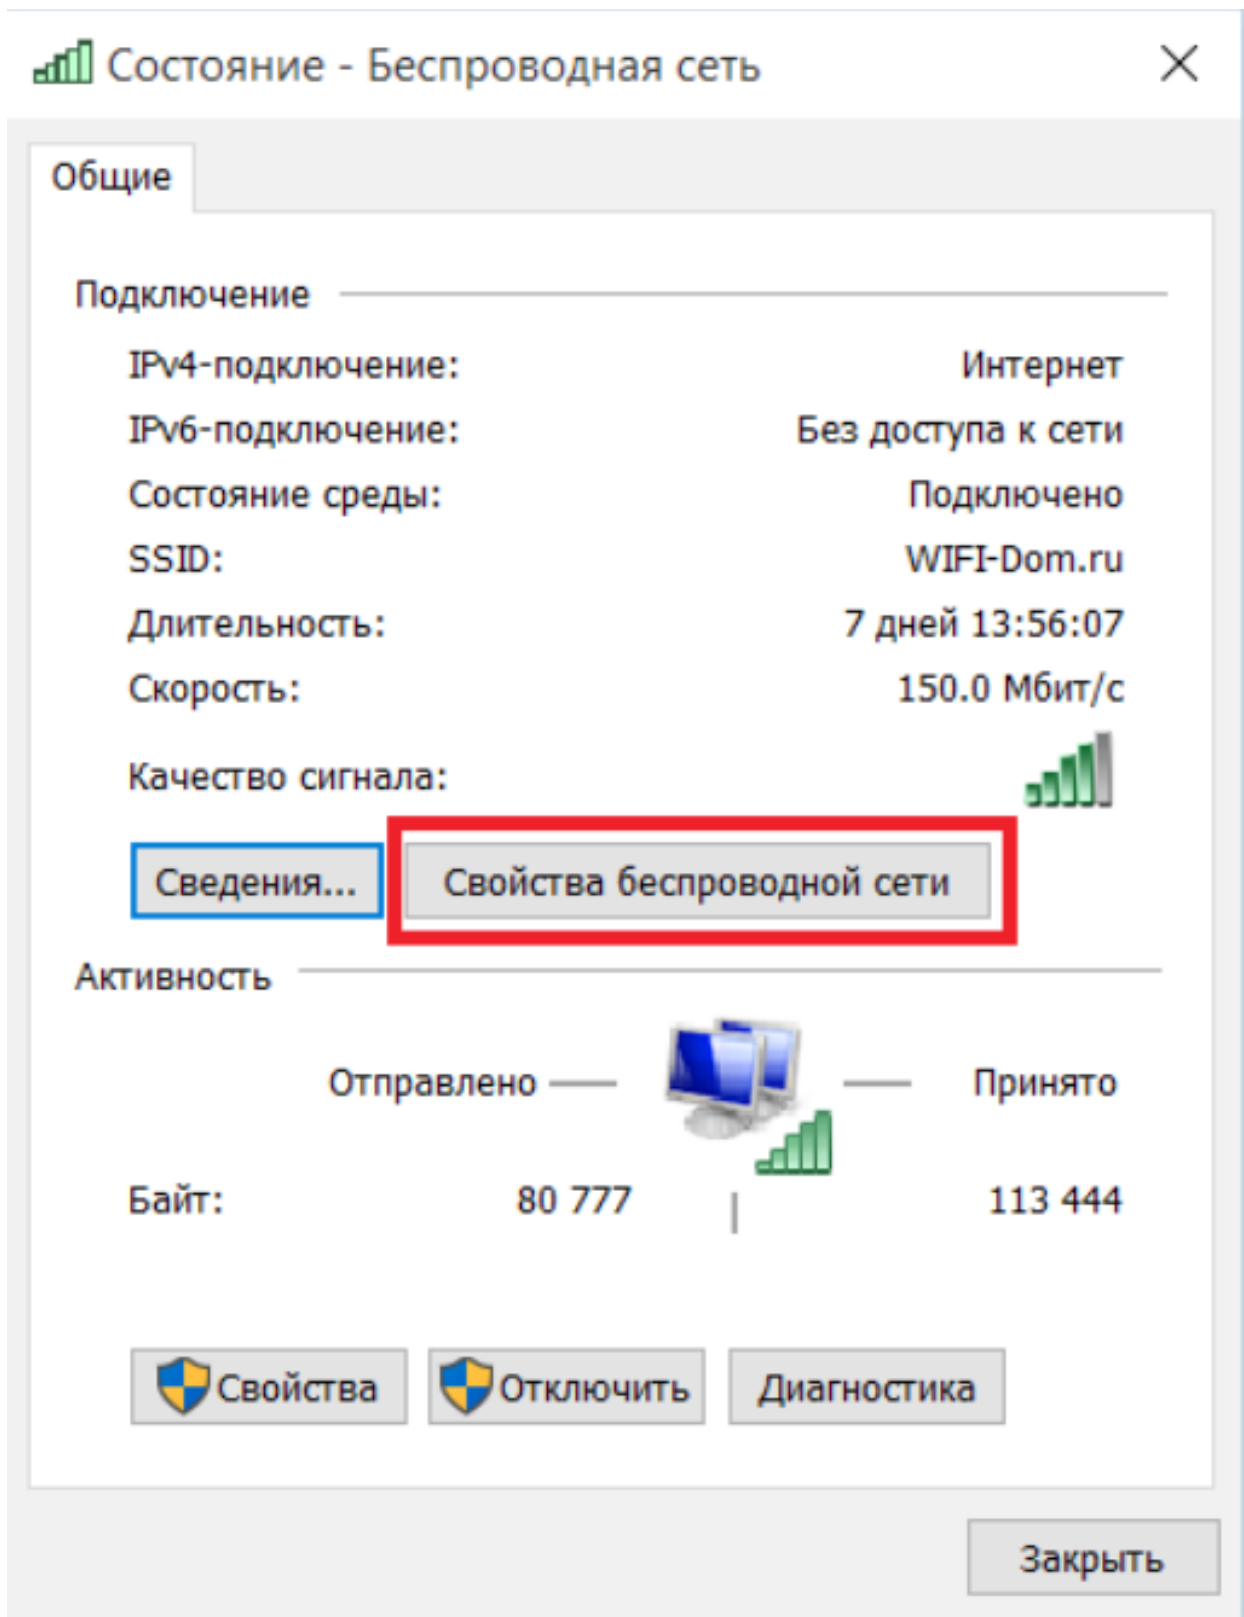 Состояние - Беспроводная сеть
Общие
Подключение
IPv4-подключение: Интернет
IPv6-подключение: Без доступа к сети
Состояние среды: Подключено
SSID: WIFI-Dom.ru
Длительность: 7 дней 13:56:07
Скорость: 150.0 Мбит/с
Качество сигнала:
Сведения... Свойства беспроводной сети
Активность
Отправлено Принято
Байт: 80 777 113 444
Свойства Отключить Диагностика
Закрыть